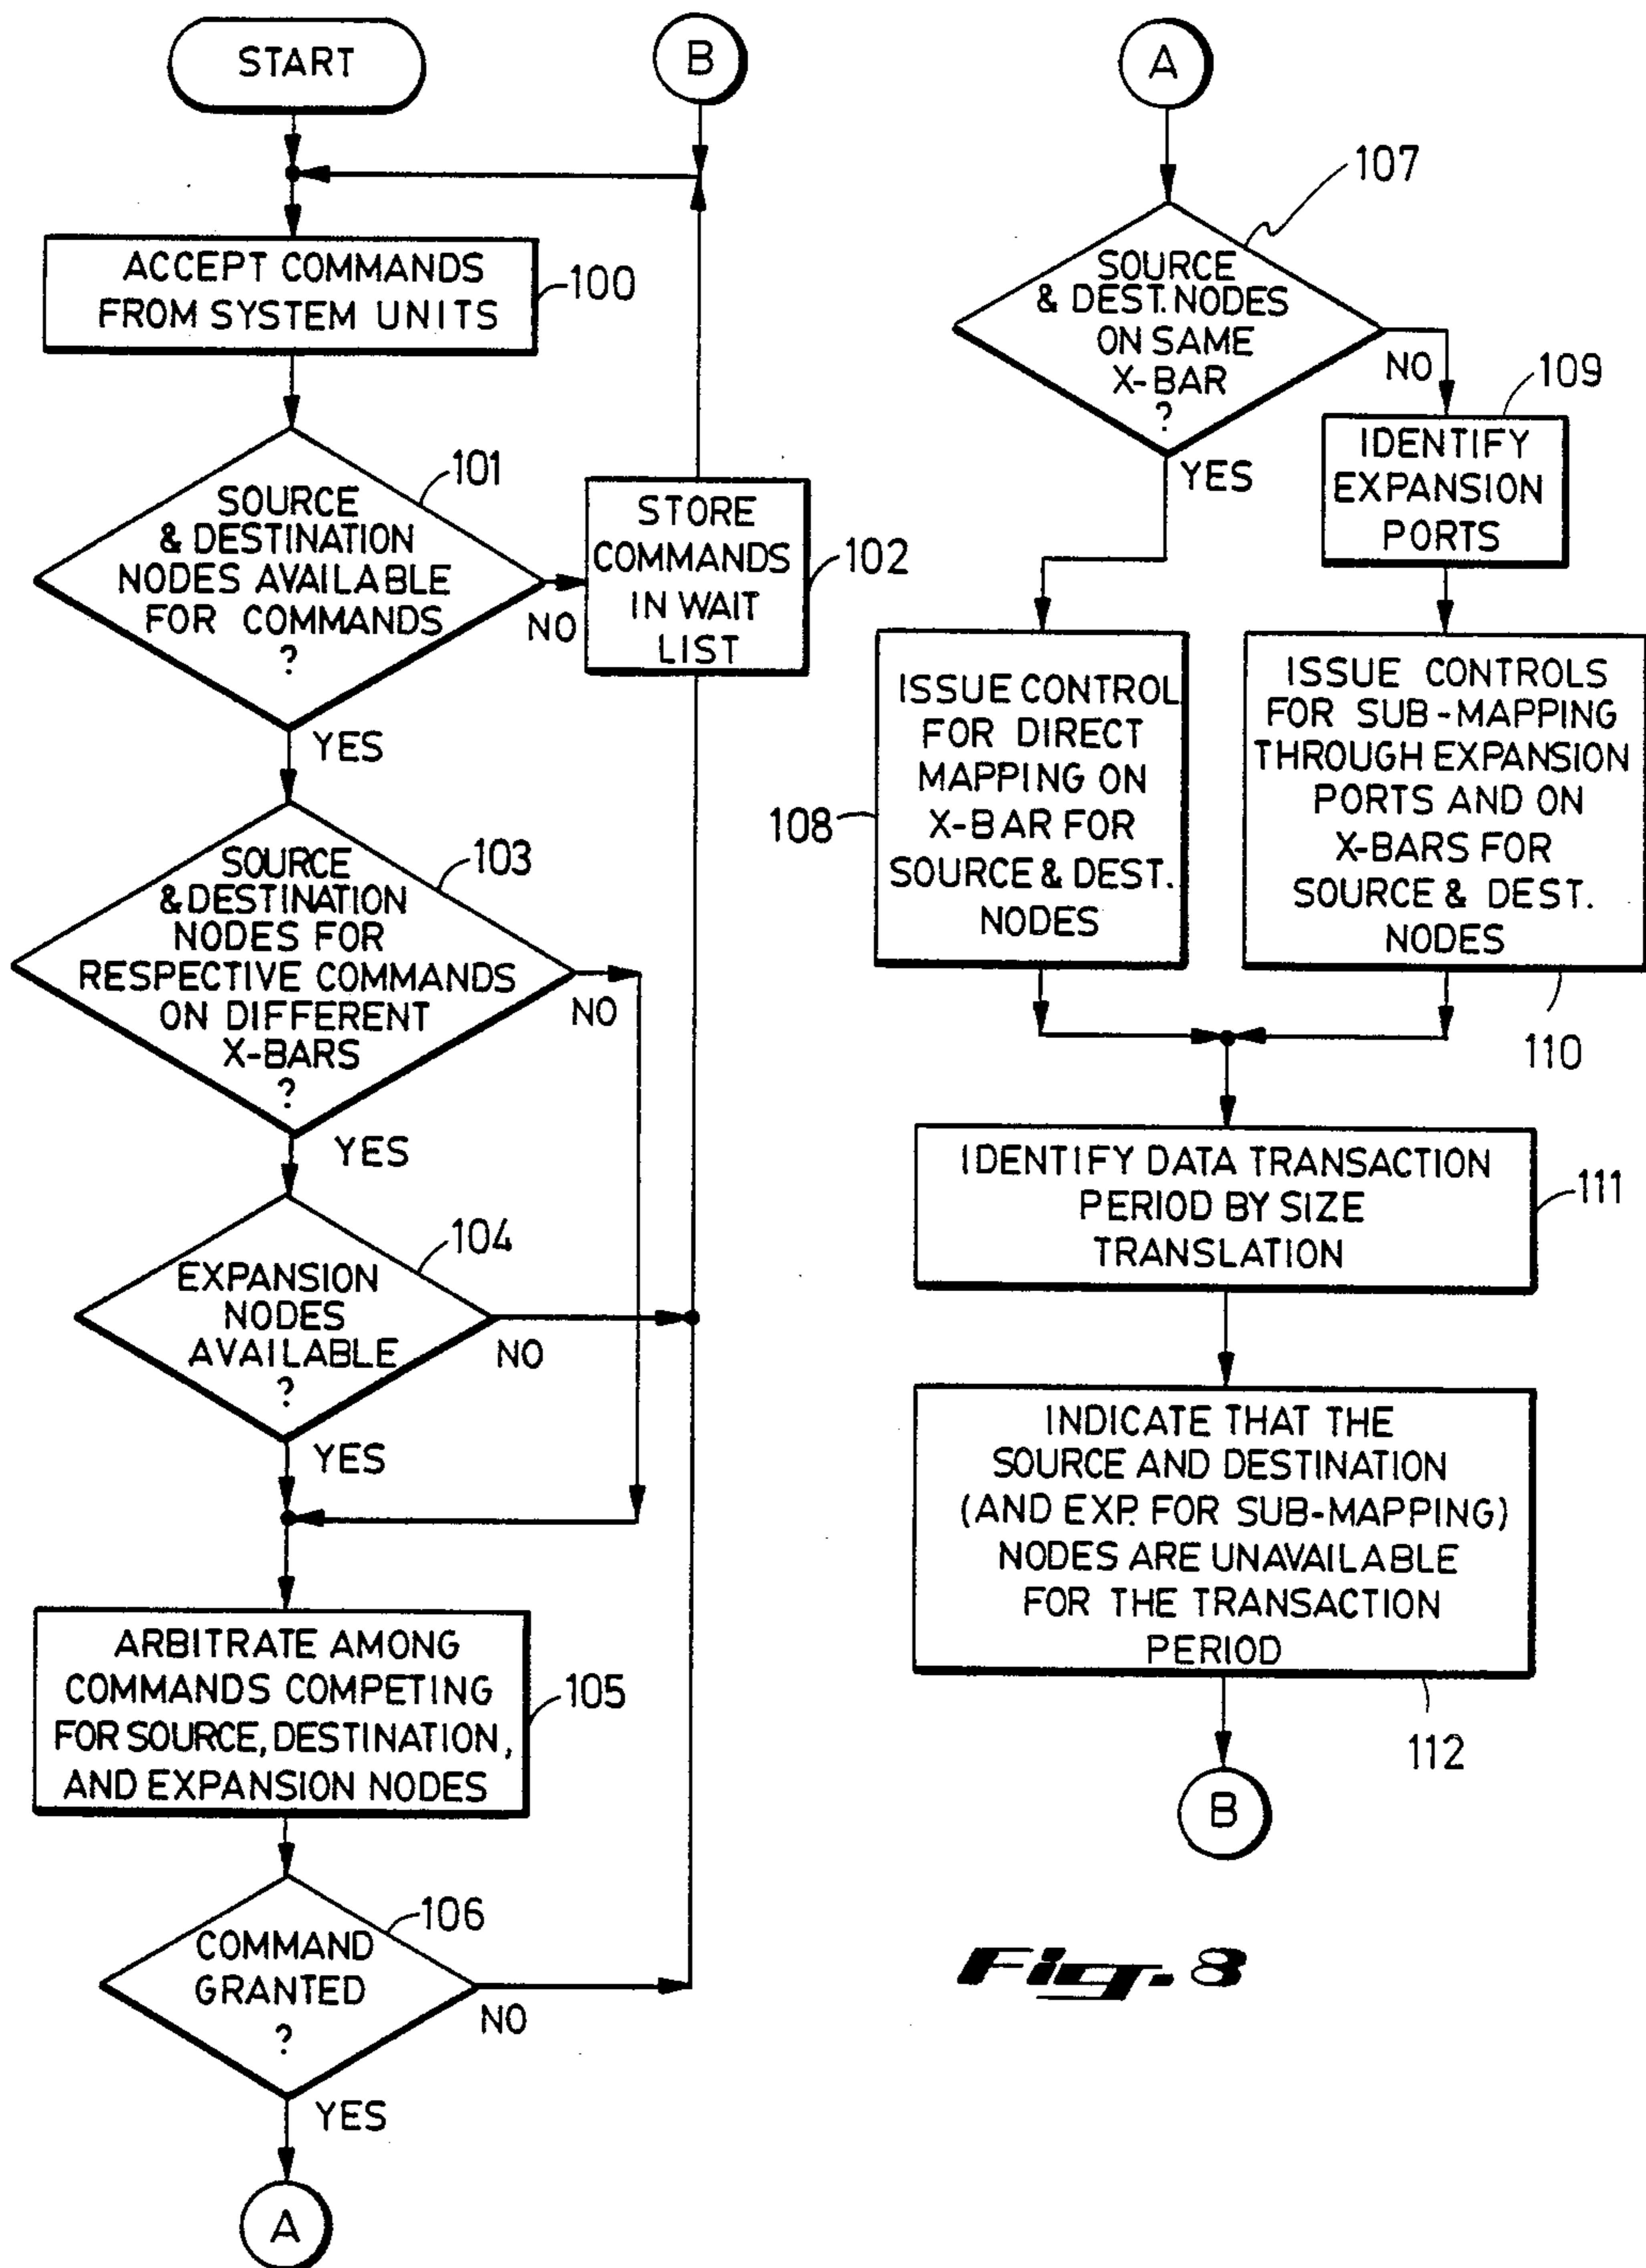 START
B
ACCEPT COMMANDS
FROM SYSTEM UNITS
100
SOURCE
& DESTINATION
NODES AVAILABLE
FOR COMMANDS
?
101
NO
YES
STORE
COMMANDS
IN WAIT
LIST
102
SOURCE
& DESTINATION
NODES FOR
RESPECTIVE COMMANDS
ON DIFFERENT
X-BARS
?
103
NO
YES
EXPANSION
NODES
AVAILABLE
?
104
NO
YES
ARBITRATE AMONG
COMMANDS COMPETING
FOR SOURCE, DESTINATION,
AND EXPANSION NODES
105
COMMAND
GRANTED
?
106
NO
YES
A
A
SOURCE
& DEST. NODES
ON SAME
X-BAR
?
107
NO
YES
IDENTIFY
EXPANSION
PORTS
109
ISSUE CONTROL
FOR DIRECT
MAPPING ON
X-BAR FOR
SOURCE & DEST.
NODES
108
ISSUE CONTROLS
FOR SUB-MAPPING
THROUGH EXPANSION
PORTS AND ON
X-BARS FOR
SOURCE & DEST.
NODES
110
IDENTIFY DATA TRANSACTION
PERIOD BY SIZE
TRANSLATION
111
INDICATE THAT THE
SOURCE AND DESTINATION
(AND EXP. FOR SUB-MAPPING)
NODES ARE UNAVAILABLE
FOR THE TRANSACTION
PERIOD
112
B
Fig. 8